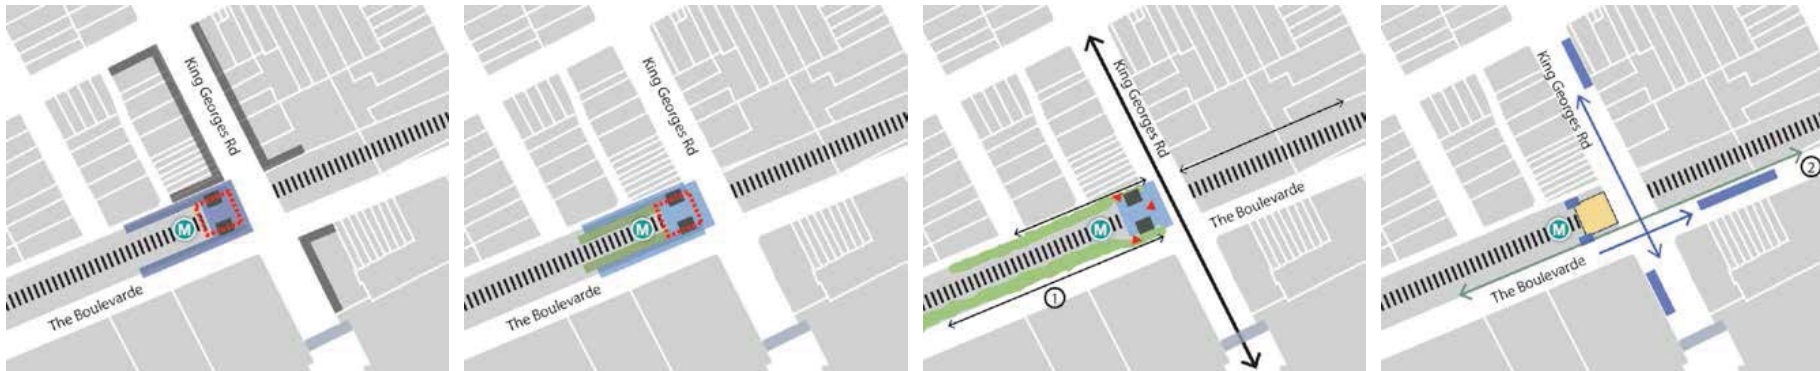 King Georges Rd
M
The Boulevarde
King Georges Rd
M
The Boulevarde
King Georges Rd
The Boulevarde
M
1
King Georges Rd
2
M
The Boulevarde